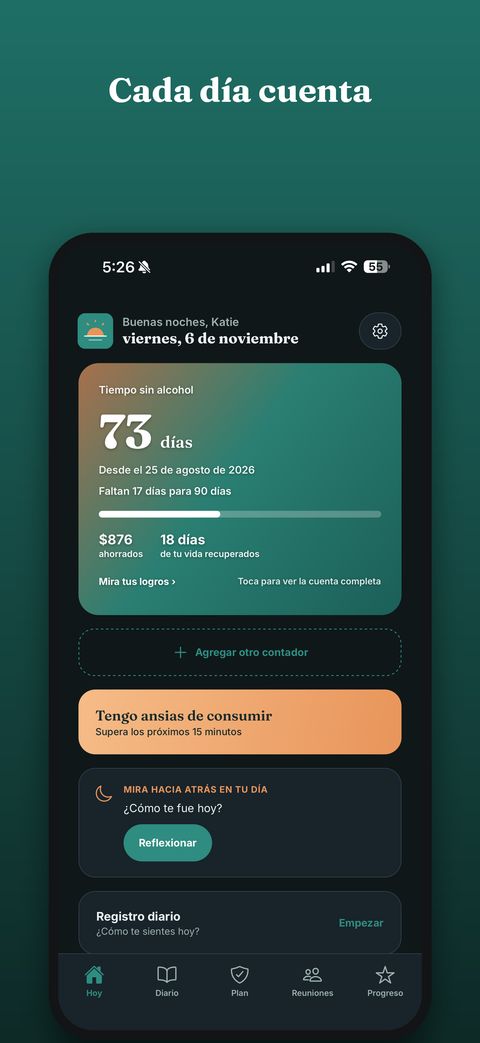 Cada día cuenta
5:26
55
Buenas noches, Katie
viernes, 6 de noviembre
Tiempo sin alcohol
73 días
Desde el 25 de agosto de 2026
Faltan 17 días para 90 días
$876
ahorrados
18 días
de tu vida recuperados
Mira tus logros ›
Toca para ver la cuenta completa
+ Agregar otro contador
Tengo ansias de consumir
Supera los próximos 15 minutos
MIRA HACIA ATRÁS EN TU DÍA
¿Cómo te fue hoy?
Reflexionar
Registro diario
¿Cómo te sientes hoy?
Empezar
Hoy
Diario
Plan
Reuniones
Progreso